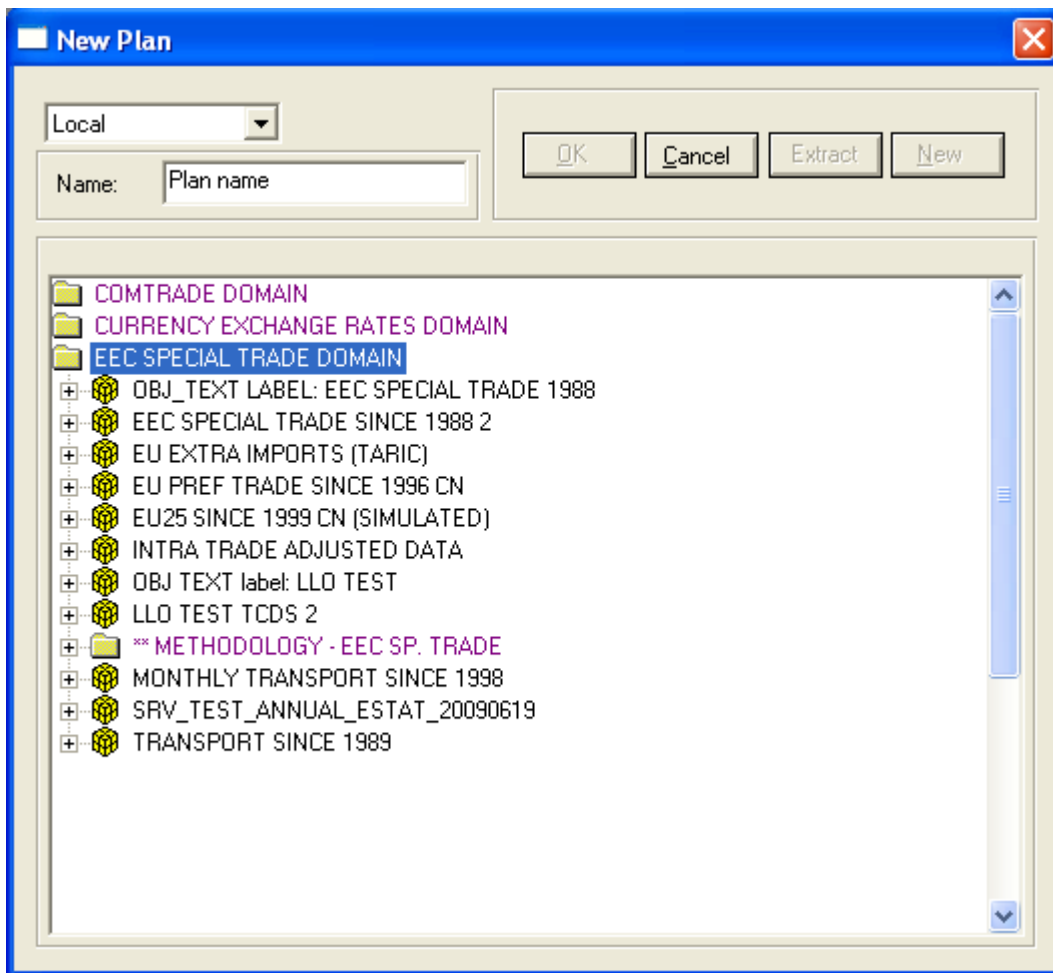 New Plan
Local
OK Cancel Extract New
Name: Plan name
COMTRADE DOMAIN
CURRENCY EXCHANGE RATES DOMAIN
EEC SPECIAL TRADE DOMAIN
OBJ_TEXT LABEL: EEC SPECIAL TRADE 1988
EEC SPECIAL TRADE SINCE 1988 2
EU EXTRA IMPORTS (TARIC)
EU PREF TRADE SINCE 1996 CN
EU25 SINCE 1999 CN (SIMULATED)
INTRA TRADE ADJUSTED DATA
OBJ TEXT label: LLO TEST
LLO TEST TCDS 2
** METHODOLOGY - EEC SP. TRADE
MONTHLY TRANSPORT SINCE 1998
SRV_TEST_ANNUAL_ESTAT_20090619
TRANSPORT SINCE 1989